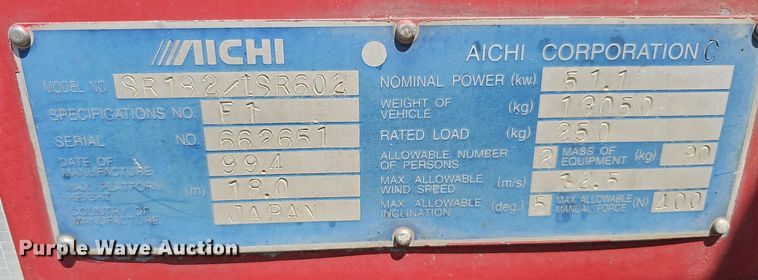 AICHI
MODEL NO. SR182/1SR602
SPECIFICATIONS NO. F1
SERIAL NO. 662651
DATE OF MANUFACTURE 99.4
MAX. PLATFORM HEIGHT (m) 18.0
COUNTRY OF MANUFACTURE JAPAN
AICHI CORPORATION C
NOMINAL POWER (kw) 51.1
WEIGHT OF VEHICLE (kg) 13050
RATED LOAD (kg) 250
ALLOWABLE NUMBER OF PERSONS 2 MASS OF EQUIPMENT (kg) 90
MAX. ALLOWABLE WIND SPEED (m/s) 12.5
MAX. ALLOWABLE INCLINATION (deg.) 5 MAX. ALLOWABLE MANUAL FORCE (N) 400
Purple Wave Auction